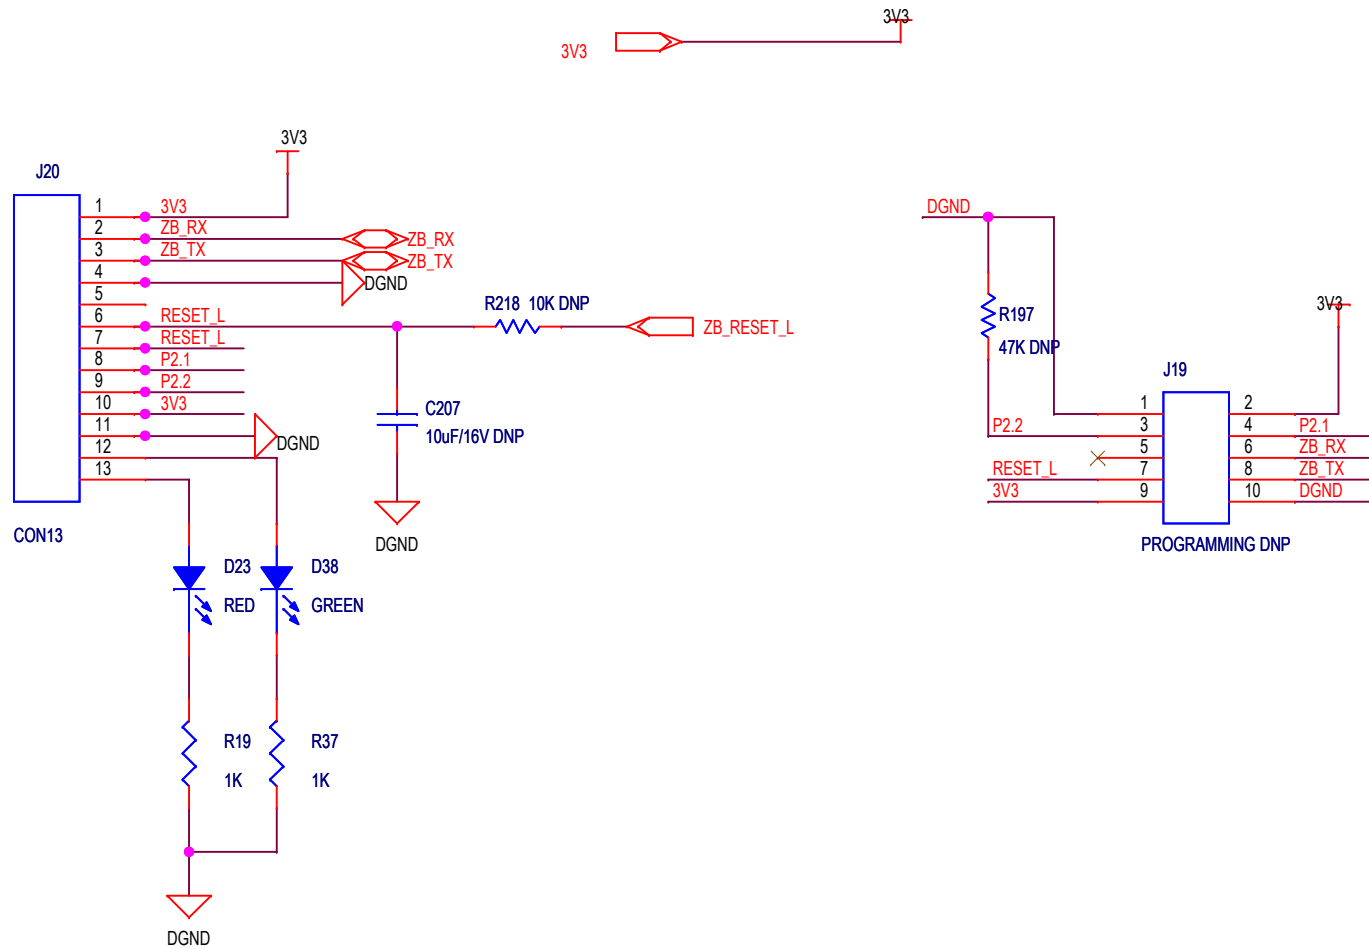 3V3
3V3
3V3
J20
1
3V3
2
ZB_RX
ZB_RX
3
ZB_TX
ZB_TX
4
DGND
5
6
RESET_L
R218 10K DNP
ZB_RESET_L
7
RESET_L
8
P2.1
9
P2.2
10
3V3
11
DGND
12
13
CON13
C207
10uF/16V DNP
DGND
D23
RED
D38
GREEN
R19
1K
R37
1K
DGND
DGND
R197
47K DNP
3V3
J19
1
2
P2.2
3
4
P2.1
5
6
ZB_RX
RESET_L
7
8
ZB_TX
3V3
9
10
DGND
PROGRAMMING DNP